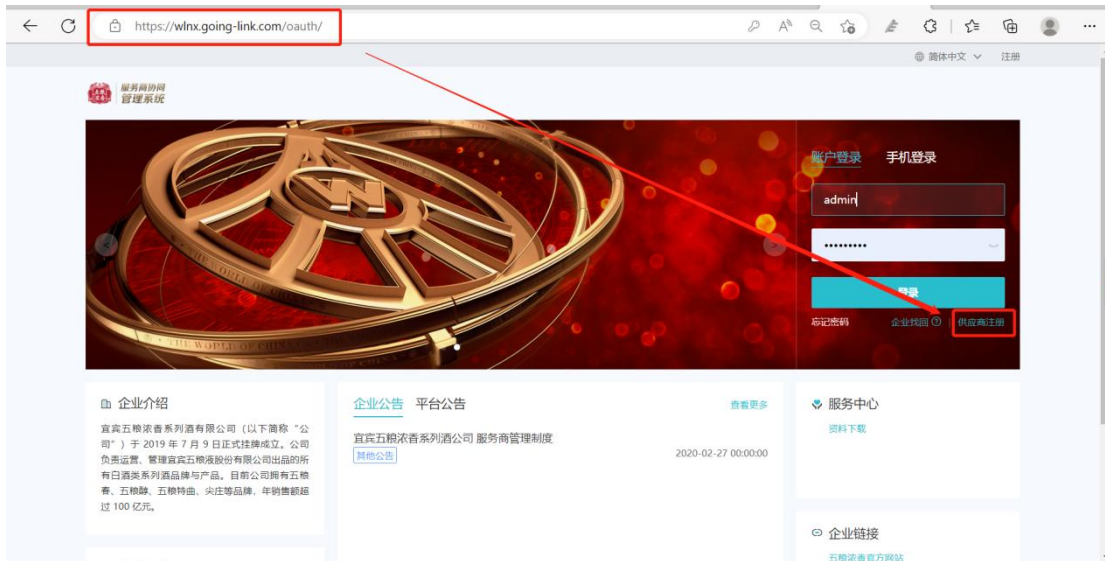 https://wlnx.going-link.com/oauth/
简体中文 注册
服务商协同
管理系统
账户登录 手机登录
admin
登录
忘记密码 企业找回 供应商注册
企业介绍
宜宾五粮浓香系列酒有限公司（以下简称“公
司”）于 2019 年 7 月 9 日正式挂牌成立。公司
负责运营、管理宜宾五粮液股份有限公司出品的所
有白酒类系列酒品牌与产品。目前公司拥有五粮
春、五粮醇、五粮特曲、尖庄等品牌，年销售额超
过 100 亿元。
企业公告 平台公告 查看更多
宜宾五粮浓香系列酒公司 服务商管理制度
其他公告 2020-02-27 00:00:00
服务中心
资料下载
企业链接
五粮浓香官方网站